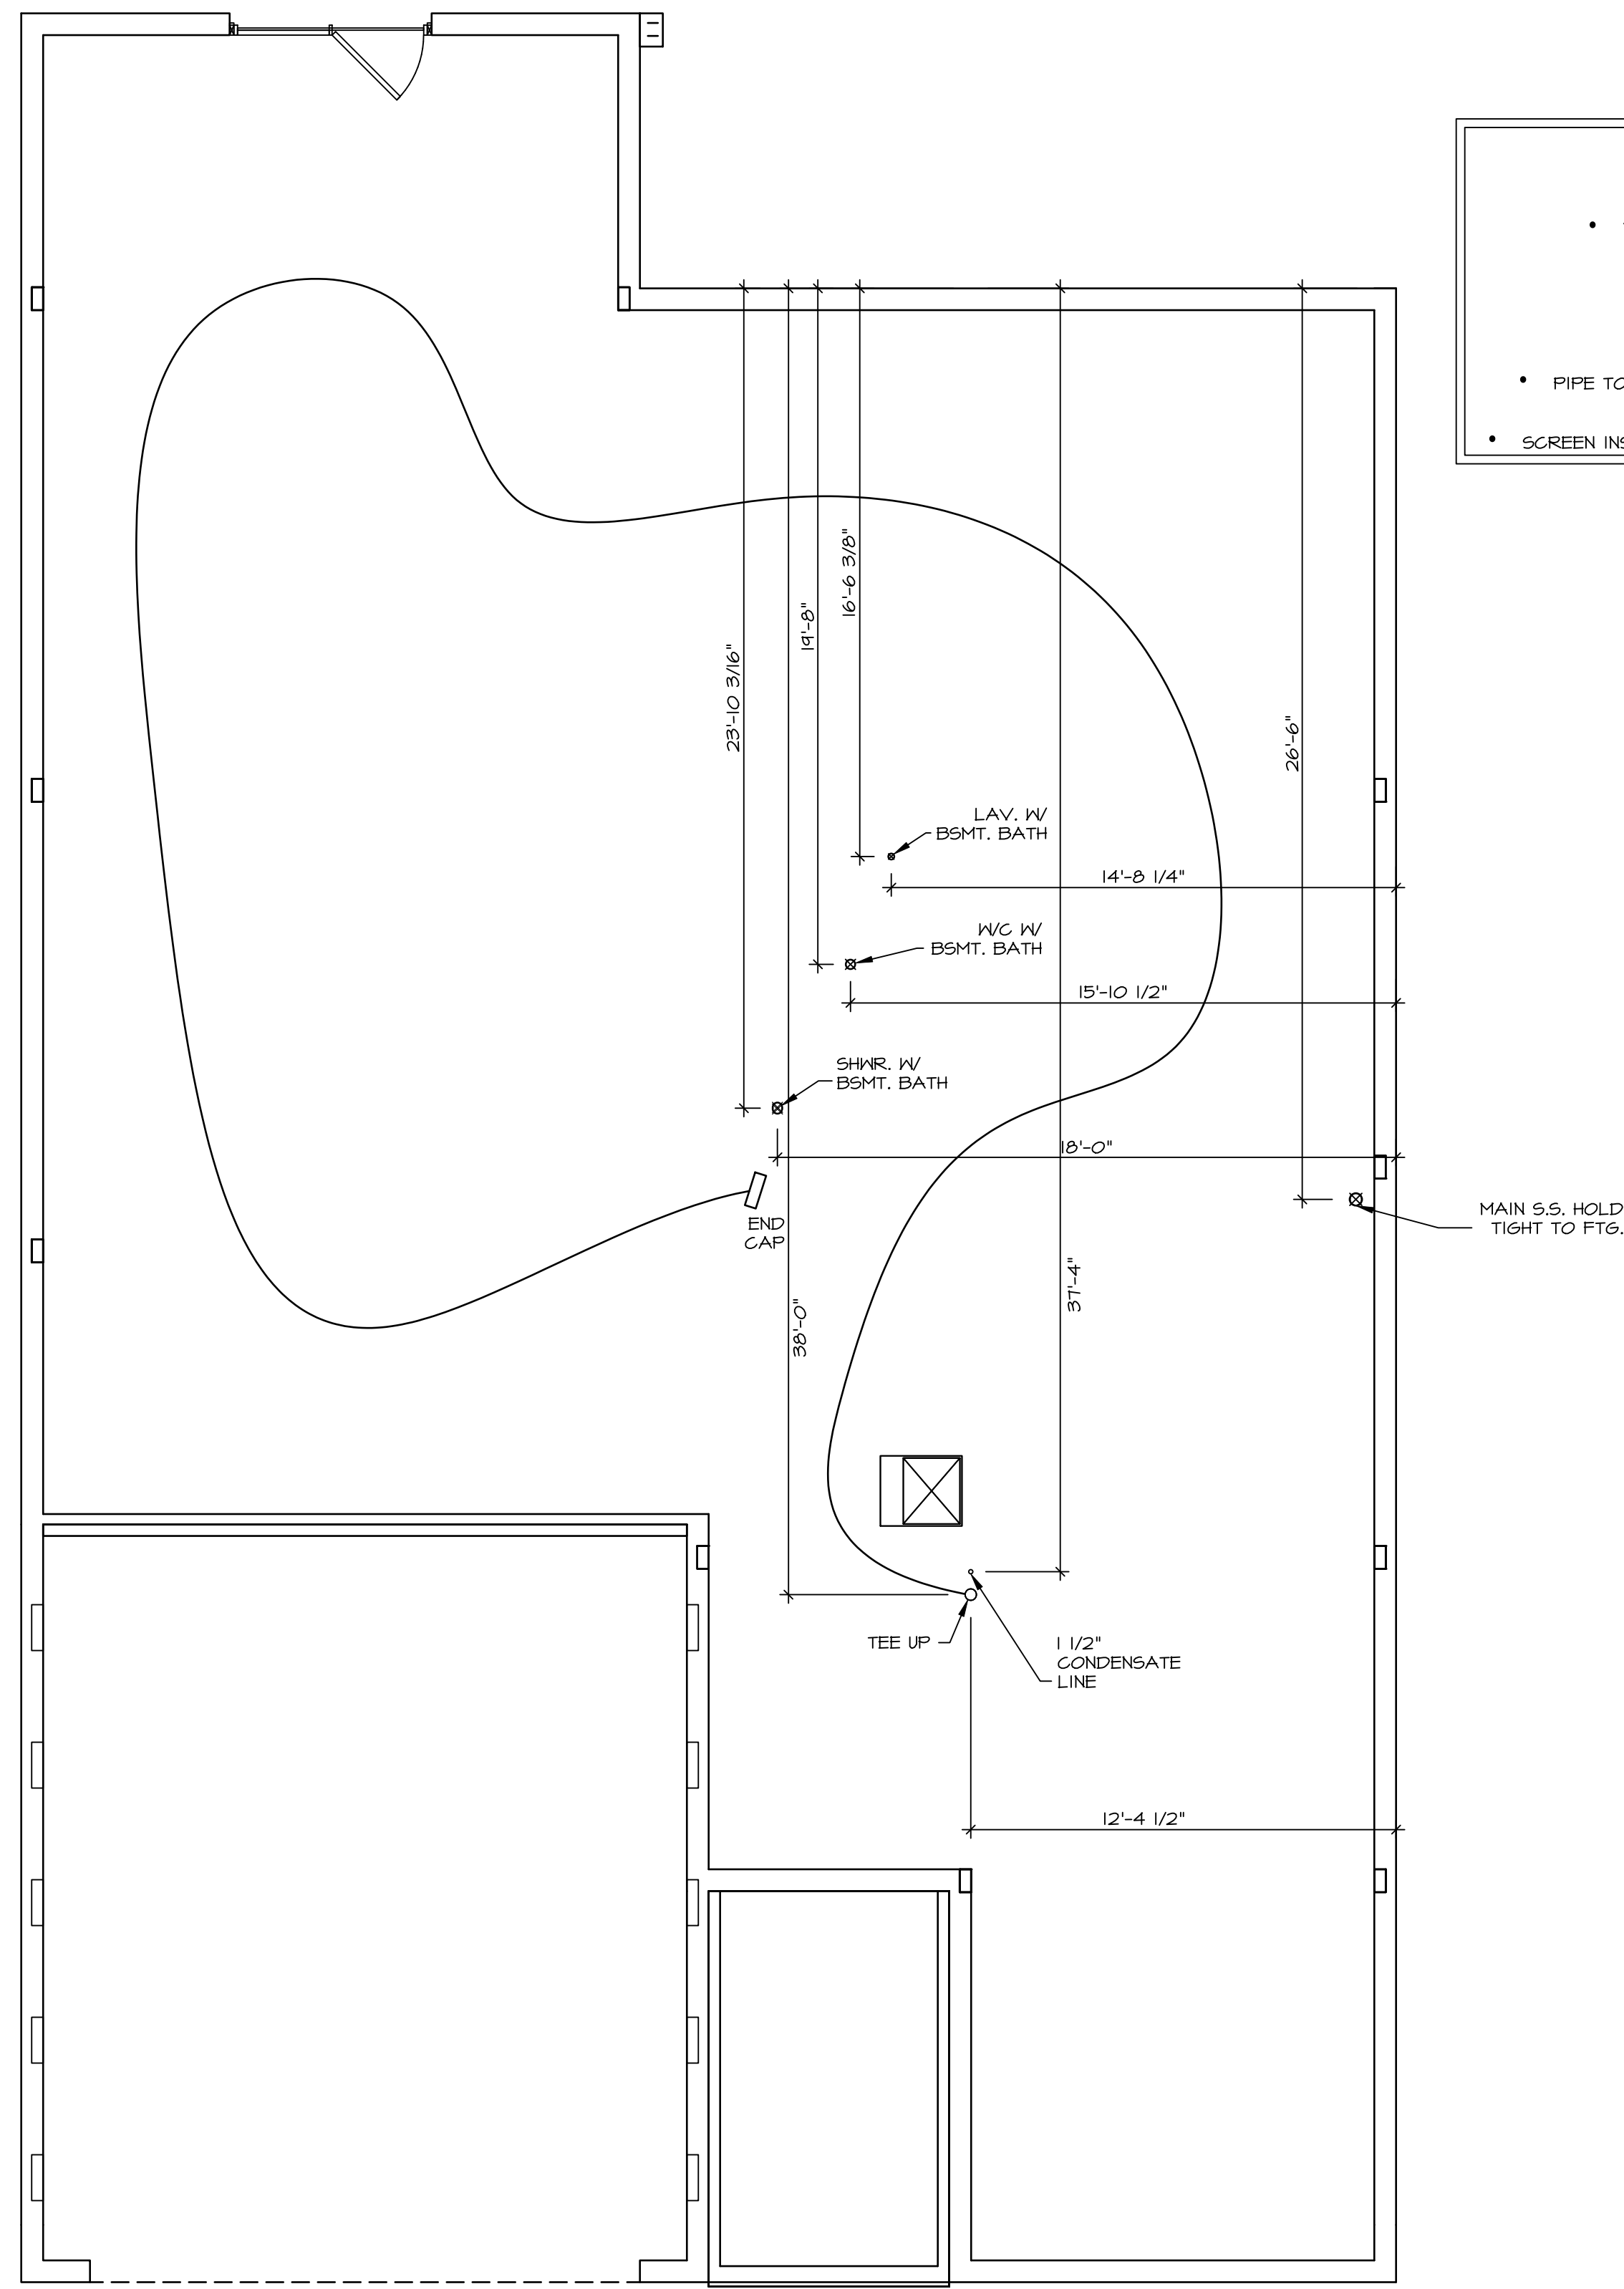 PIPE TO
SCREEN INS
16'-6 3/8"
19'-8"
23'-10 3/16"
26'-6"
LAV. W/
BSMT. BATH
14'-8 1/4"
W/C W/
BSMT. BATH
15'-10 1/2"
SHWR. W/
BSMT. BATH
18'-0"
MAIN S.S. HOLD
TIGHT TO FTG.
END
CAP
37'-4"
38'-0"
TEE UP
1 1/2"
CONDENSATE
LINE
12'-4 1/2"